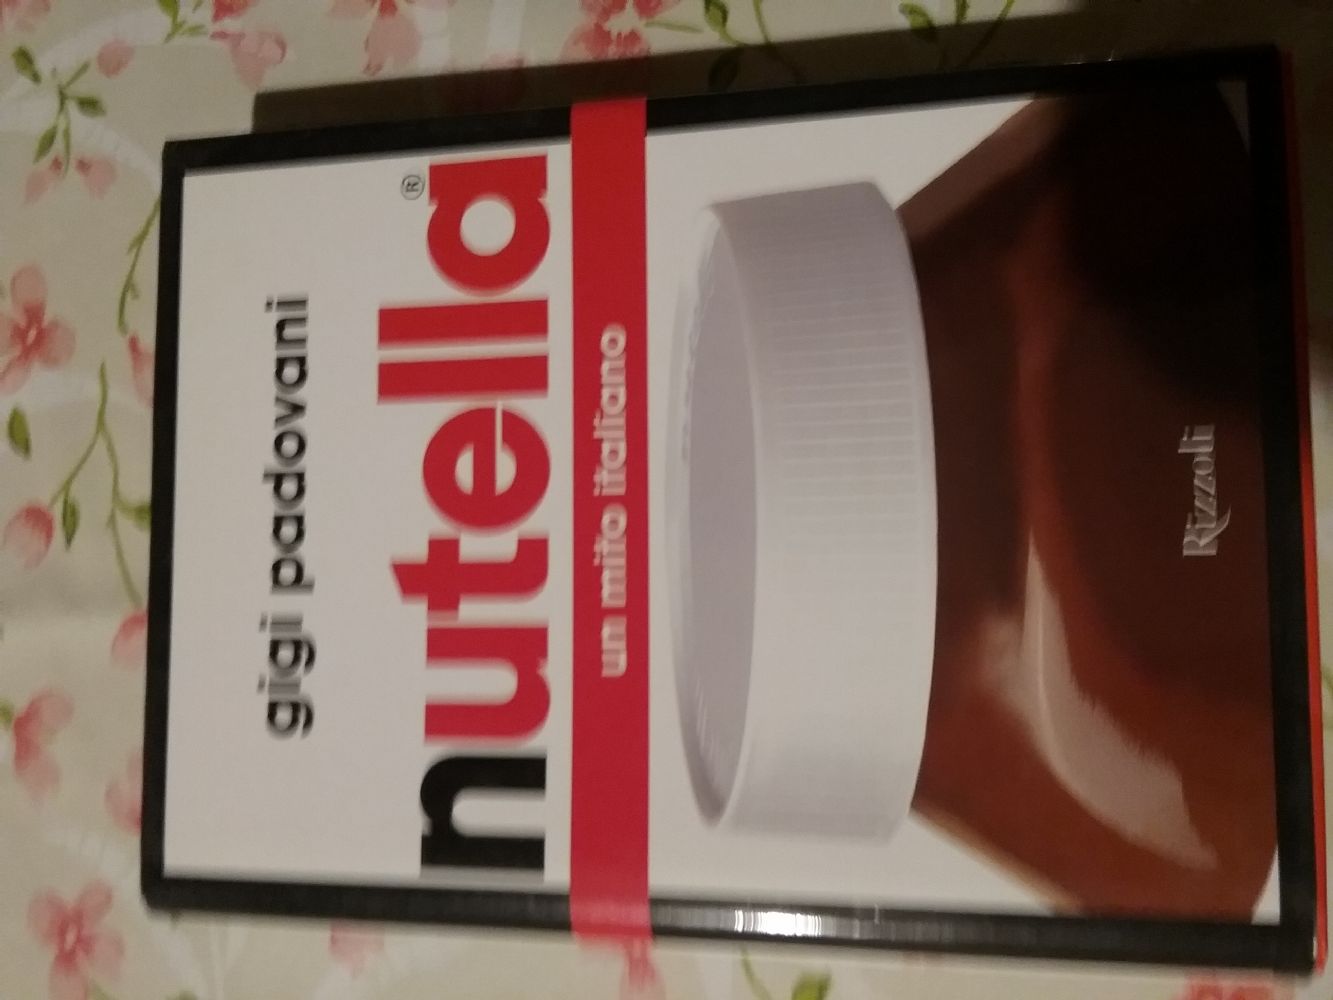 gigi padovani
nutella®
un mito italiano
Rizzoli